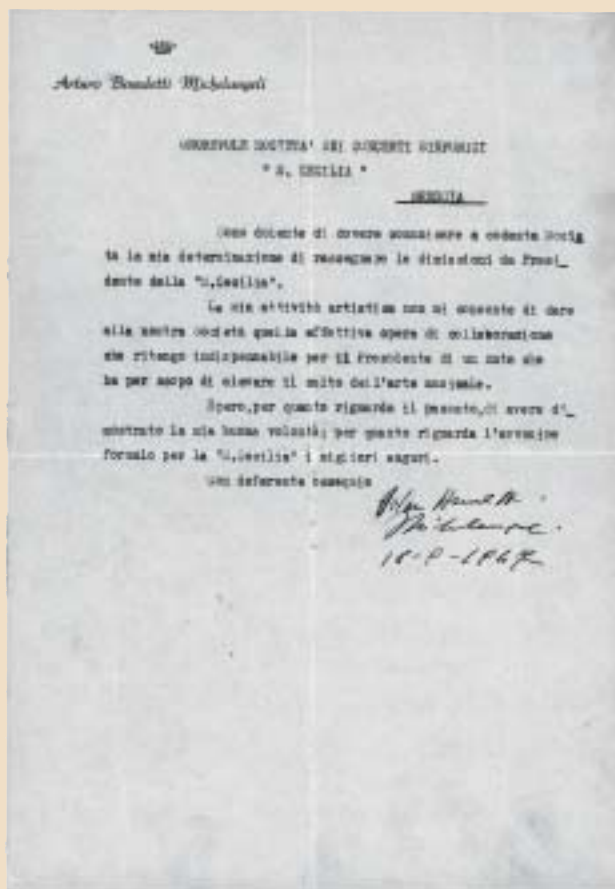 Arturo Benedetti Michelangeli
ONOREVOLE SOCIETA' DEI CONCERTI SINFONICI
" S. CECILIA "
BRESCIA
Sono dolente di dovere comunicare a codesta Socie
tà la mia determinazione di rassegnare le dimissioni da Presi_
dente della "S.Cecilia".
La mia attività artistica non mi consente di dare
alla nostra Società quella effettiva opera di collaborazione
che ritengo indispensabile per il Presidente di un ente che
ha per scopo di elevare il culto dell'arte musicale.
Spero,per quanto riguarda il passato,di avere di_
mostrato la mia buona volontà; per quanto riguarda l'avvenire
formulo per la "S.Cecilia" i migliori auguri.
Con deferente ossequio